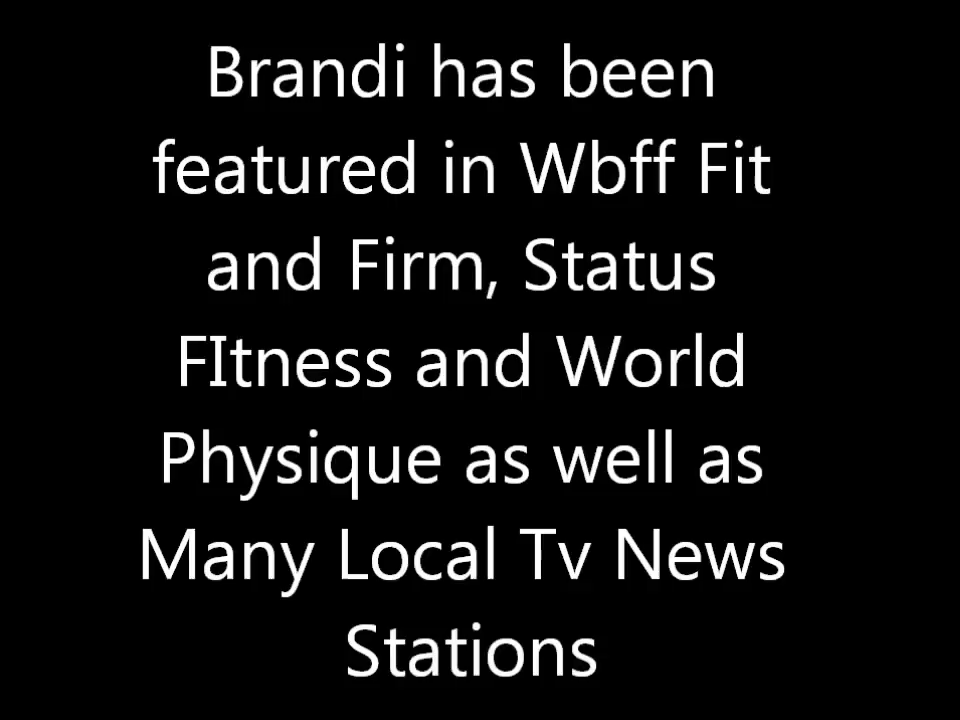 Brandi has been
featured in Wbff Fit
and Firm, Status
FItness and World
Physique as well as
Many Local Tv News
Stations